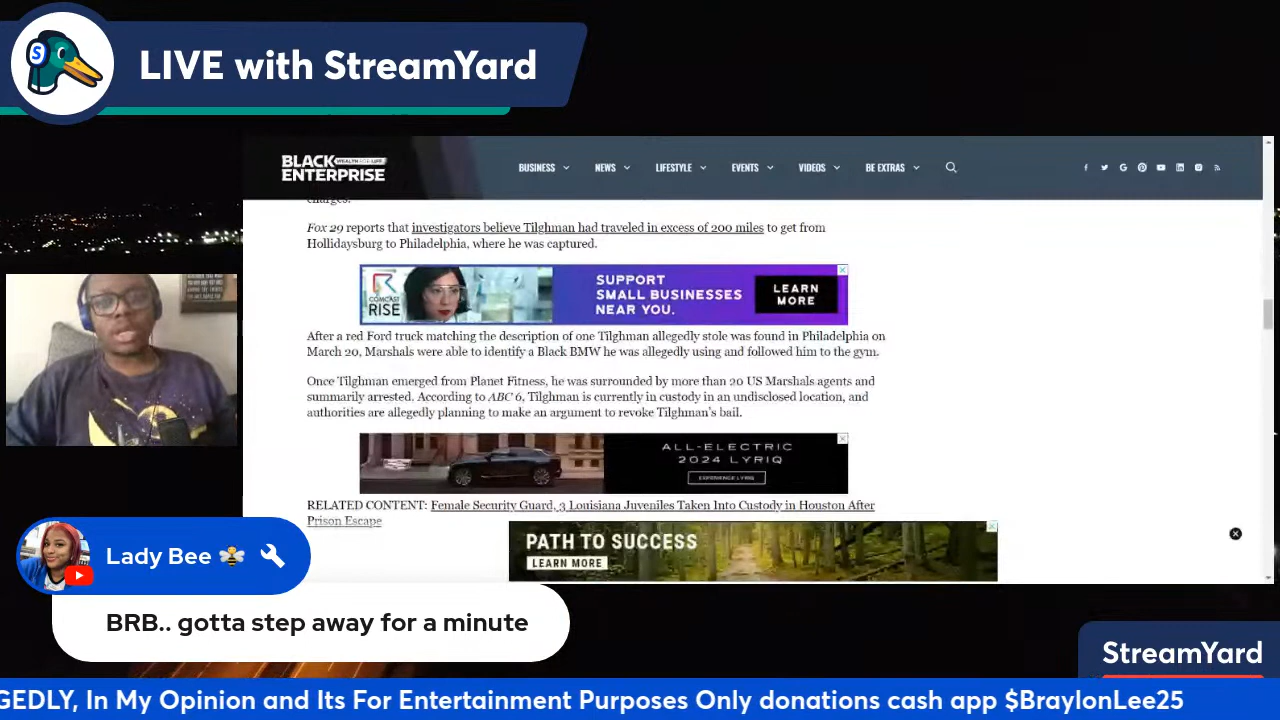 S
LIVE with StreamYard
BLACK WEALTH FOR LIFE
ENTERPRISE
BUSINESS NEWS LIFESTYLE EVENTS VIDEOS BE EXTRAS
charges.
Fox 29 reports that investigators believe Tilghman had traveled in excess of 200 miles to get from
Hollidaysburg to Philadelphia, where he was captured.
COMCAST
RISE
SUPPORT
SMALL BUSINESSES
NEAR YOU.
LEARN
MORE
After a red Ford truck matching the description of one Tilghman allegedly stole was found in Philadelphia on
March 20, Marshals were able to identify a Black BMW he was allegedly using and followed him to the gym.
Once Tilghman emerged from Planet Fitness, he was surrounded by more than 20 US Marshals agents and
summarily arrested. According to ABC 6, Tilghman is currently in custody in an undisclosed location, and
authorities are allegedly planning to make an argument to revoke Tilghman's bail.
ALL-ELECTRIC
2024 LYRIQ
EXPERIENCE LYRIQ
RELATED CONTENT: Female Security Guard, 3 Louisiana Juveniles Taken Into Custody in Houston After
Prison Escape
PATH TO SUCCESS
LEARN MORE
Lady Bee 🐝
BRB.. gotta step away for a minute
StreamYard
GEDLY, In My Opinion and Its For Entertainment Purposes Only donations cash app $BraylonLee25